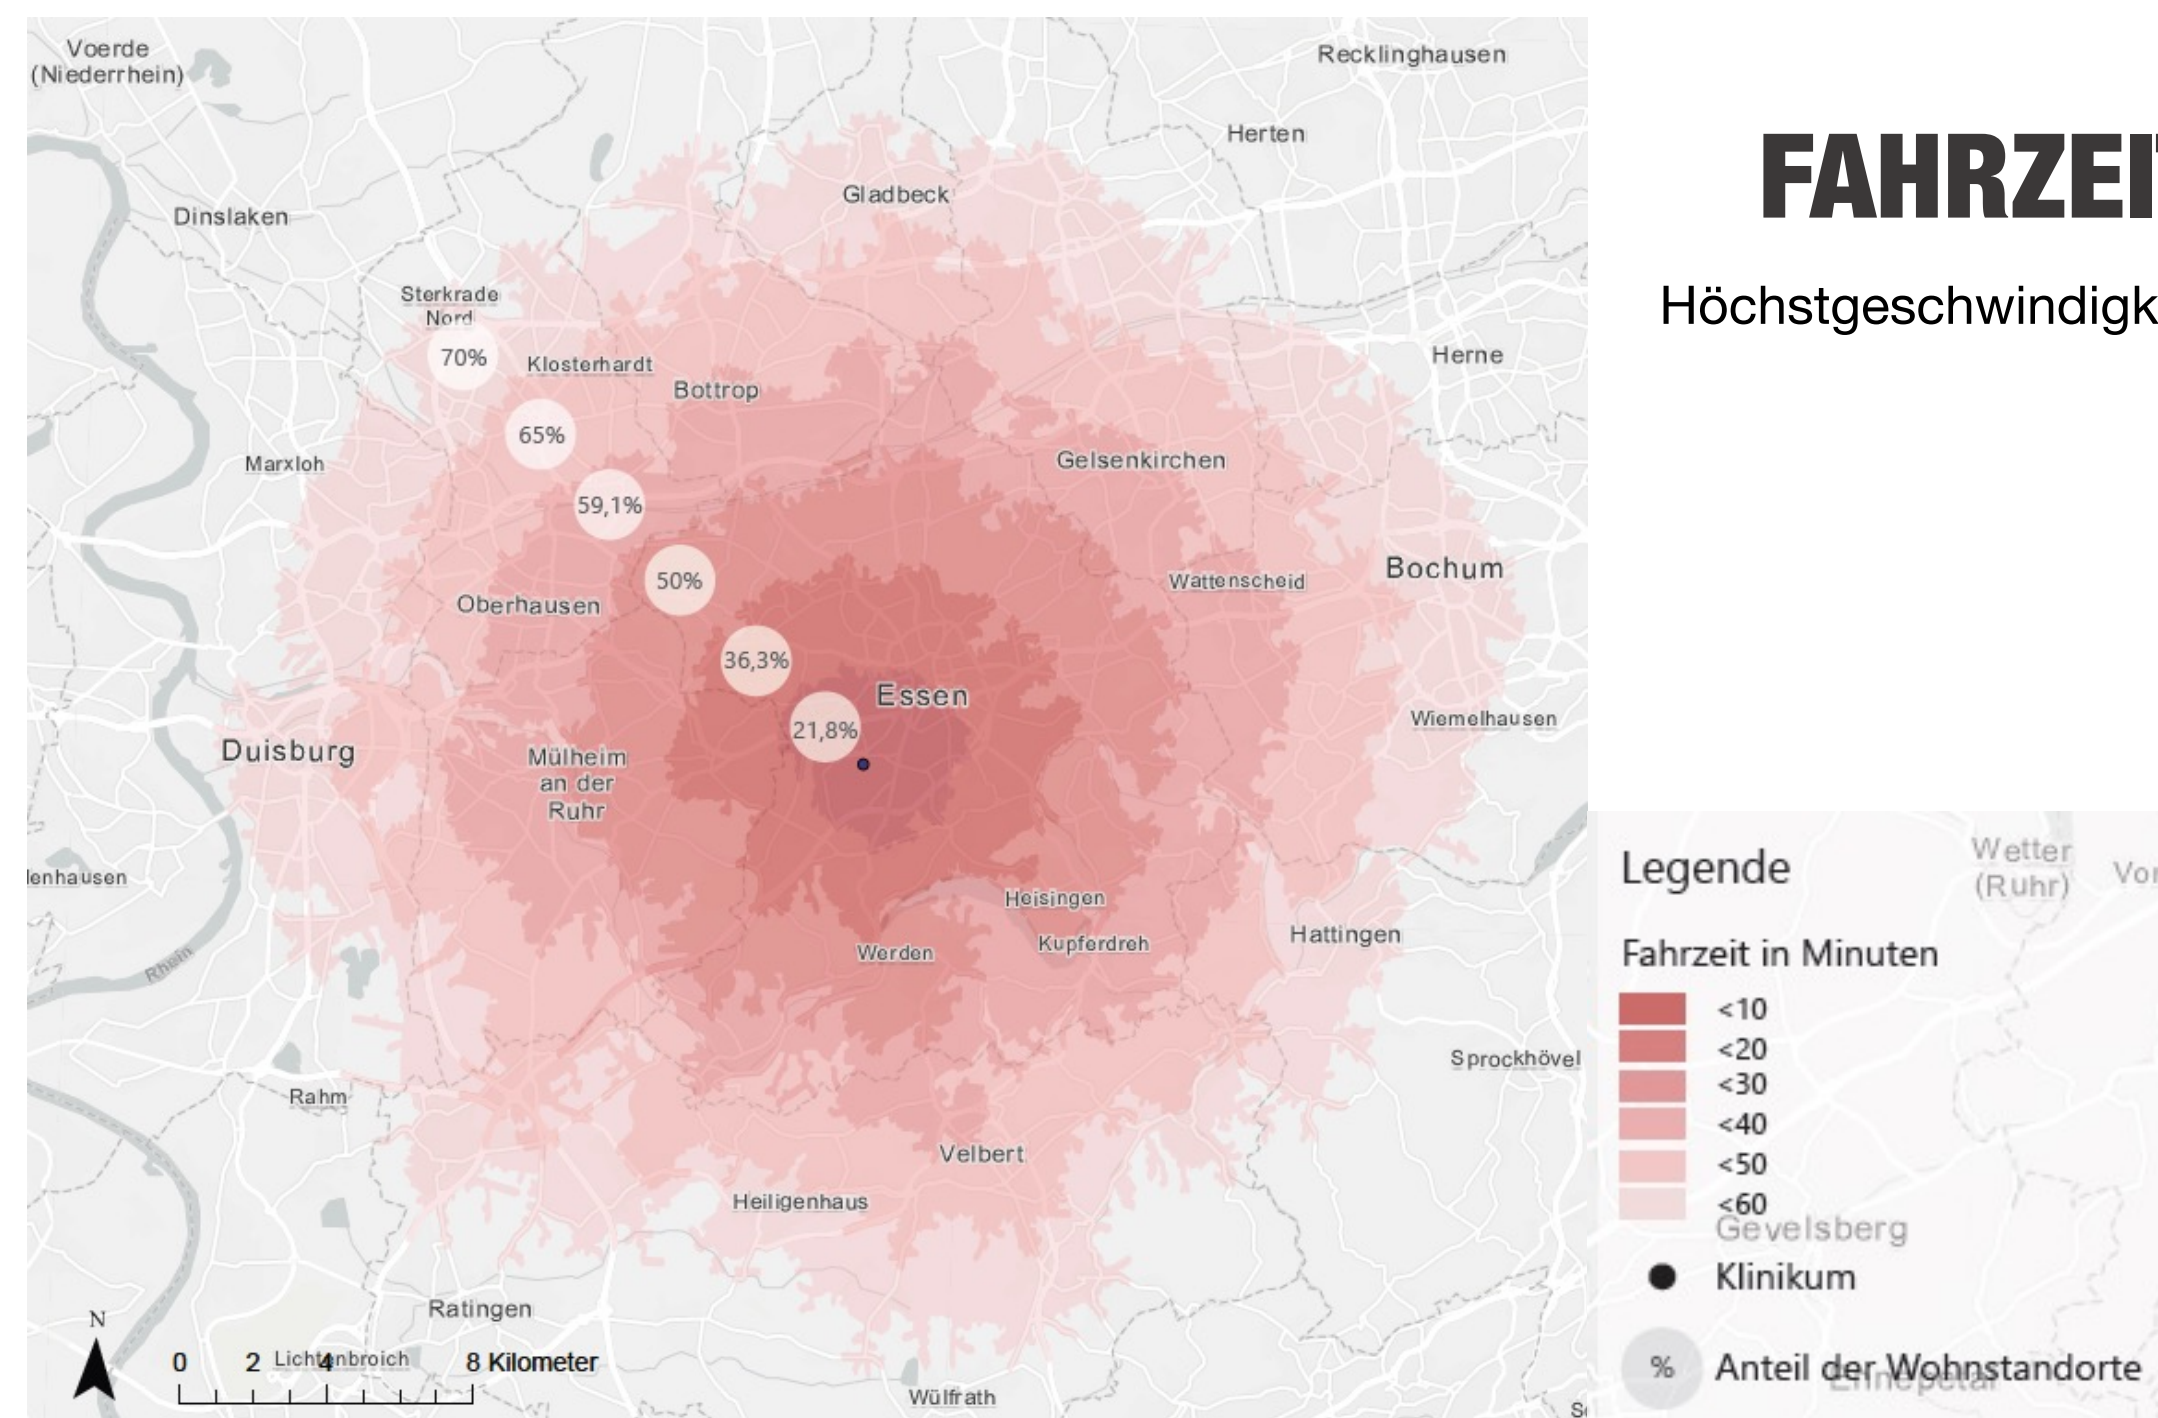 Voerde
(Niederrhein)
Recklinghausen
Herten
Gladbeck
Dinslaken
Sterkrade
Nord
70%
Klosterhardt
Bottrop
Herne
65%
Marxloh
Gelsenkirchen
59,1%
50%
Wattenscheid
Bochum
Oberhausen
36,3%
Essen
21,8%
Wiemelhausen
Duisburg
Mülheim
an der
Ruhr
lenhausen
Heisingen
Werden
Kupferdreh
Hattingen
Rhein
Sprockhövel
Rahm
Velbert
Heiligenhaus
Ratingen
N
0 2 4 8 Kilometer
Lichtenbroich
Wülfrath
FAHRZEIT
Höchstgeschwindigk
Legende
Wetter
(Ruhr)
Vor
Fahrzeit in Minuten
<10
<20
<30
<40
<50
<60
Gevelsberg
Klinikum
% Anteil der Wohnstandorte
Ennepetal